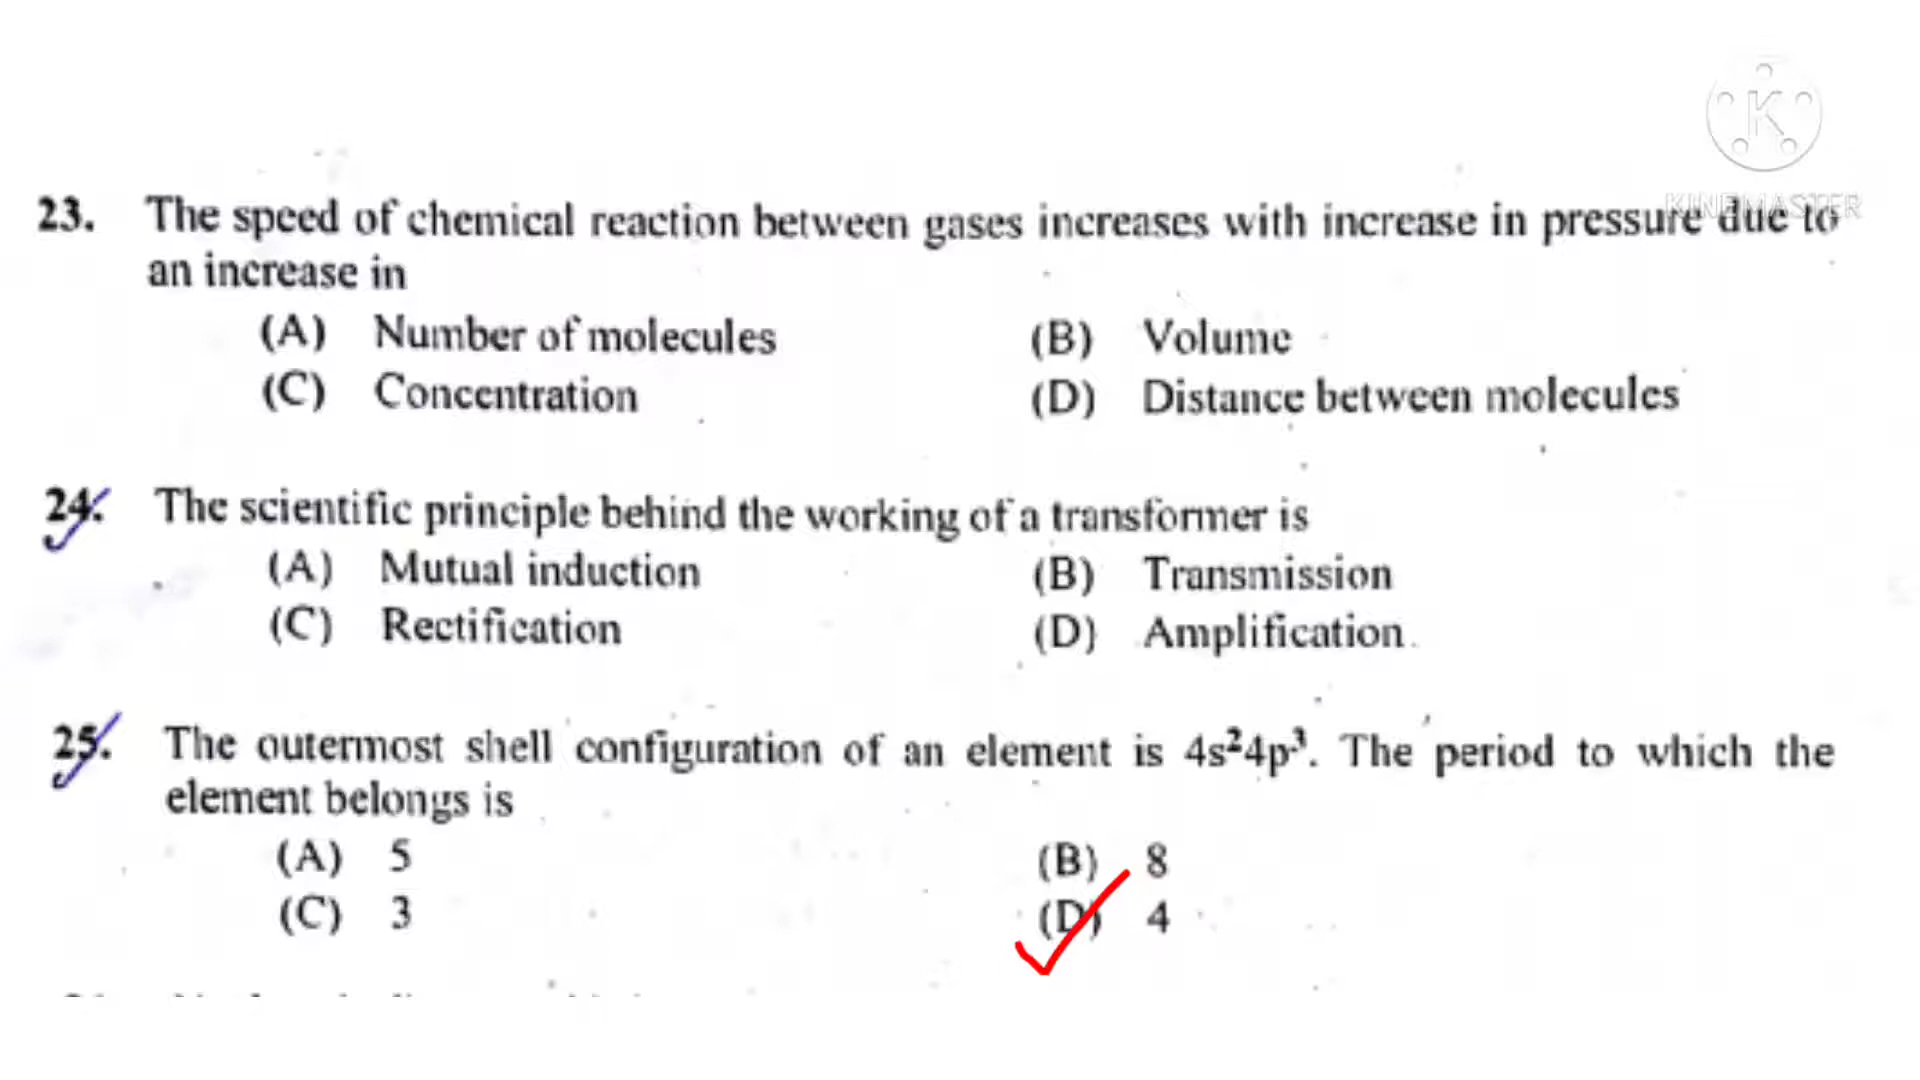 K
KINEMASTER
23. The speed of chemical reaction between gases increases with increase in pressure due to
an increase in
(A) Number of molecules (B) Volume
(C) Concentration (D) Distance between molecules
24. The scientific principle behind the working of a transformer is
(A) Mutual induction (B) Transmission
(C) Rectification (D) Amplification
25. The outermost shell configuration of an element is 4s²4p³. The period to which the
element belongs is
(A) 5 (B) 8
(C) 3 (D) 4